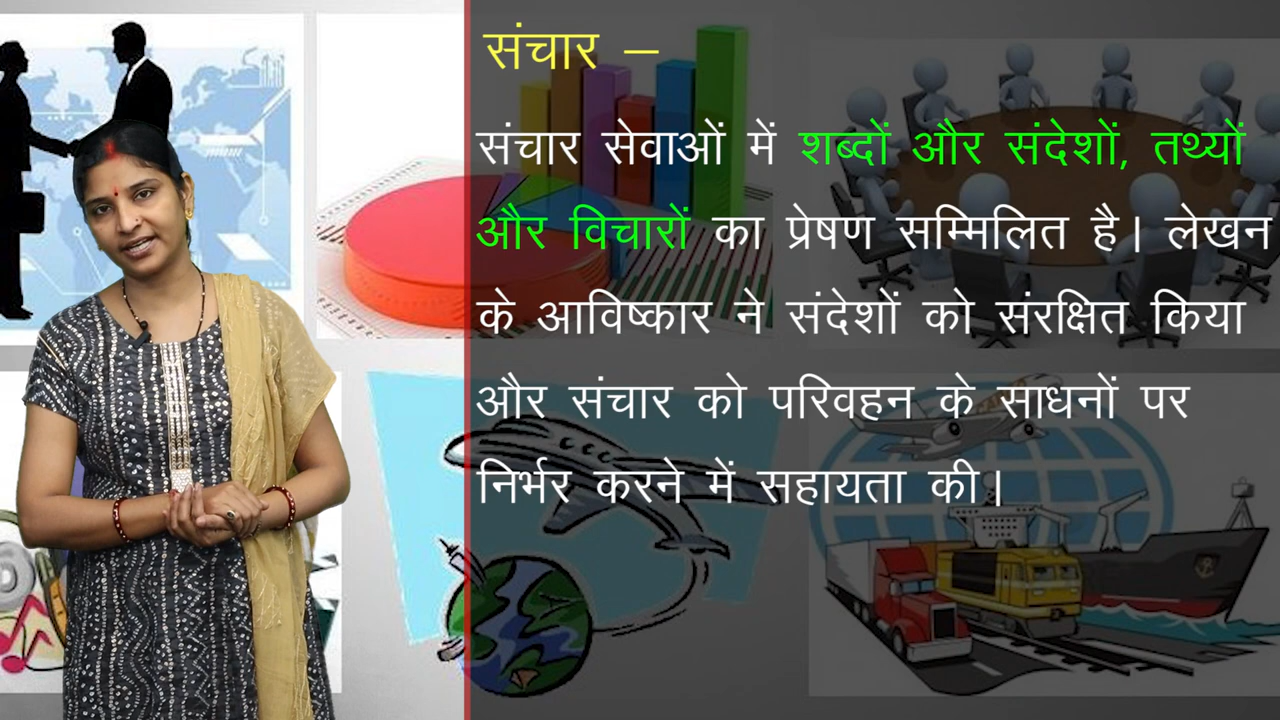 संचार –
संचार सेवाओं में शब्दों और संदेशों, तथ्यों
और विचारों का प्रेषण सम्मिलित है। लेखन
के आविष्कार ने संदेशों को संरक्षित किया
और संचार को परिवहन के साधनों पर
निर्भर करने में सहायता की।